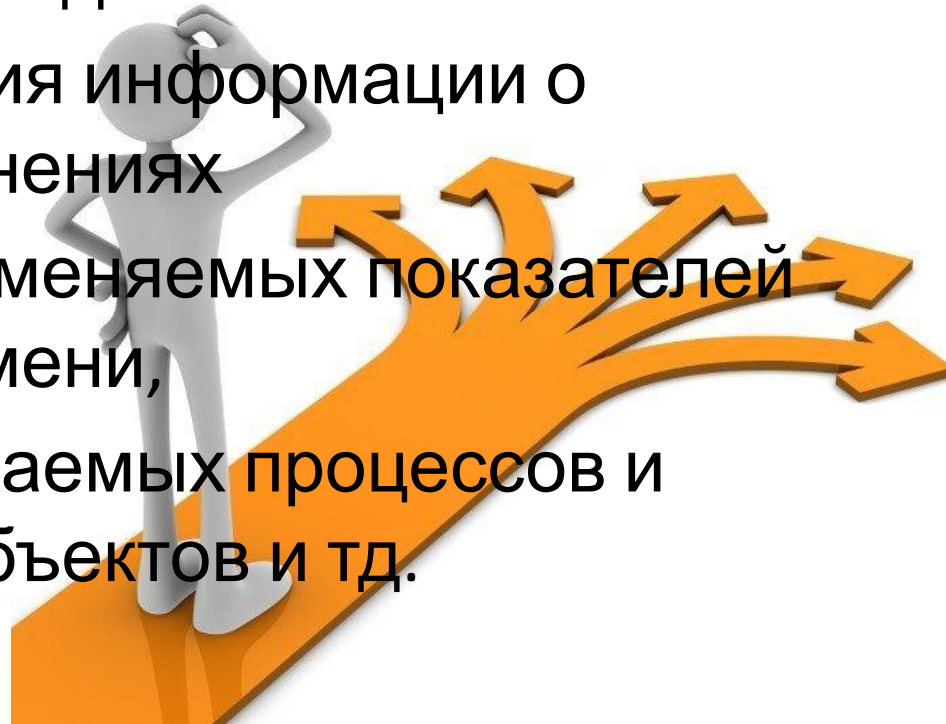 ия информации о
нениях
меняемых показателей
мени,
аемых процессов и
бъектов и тд.